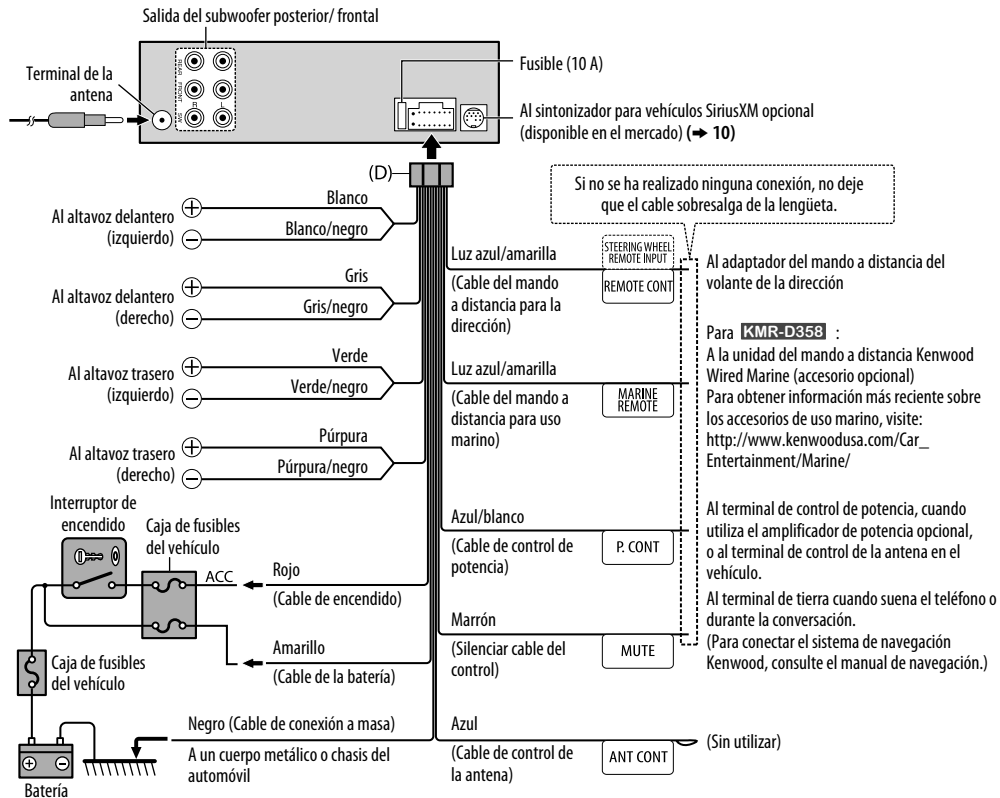 Salida del subwoofer posterior/ frontal
Terminal de la
antena
REAR
FRONT
R
L
SW
Fusible (10 A)
Al sintonizador para vehículos SiriusXM opcional
(disponible en el mercado) (➔ 10)
(D)
Si no se ha realizado ninguna conexión, no deje
que el cable sobresalga de la lengüeta.
Al altavoz delantero
(izquierdo)
Blanco
Blanco/negro
Al altavoz delantero
(derecho)
Gris
Gris/negro
Al altavoz trasero
(izquierdo)
Verde
Verde/negro
Al altavoz trasero
(derecho)
Púrpura
Púrpura/negro
Luz azul/amarilla
(Cable del mando
a distancia para la
dirección)
STEERING WHEEL
REMOTE INPUT
REMOTE CONT
Al adaptador del mando a distancia del
volante de la dirección
Luz azul/amarilla
(Cable del mando a
distancia para uso
marino)
MARINE
REMOTE
Para KMR-D358 :
A la unidad del mando a distancia Kenwood
Wired Marine (accesorio opcional)
Para obtener información más reciente sobre
los accesorios de uso marino, visite:
http://www.kenwoodusa.com/Car_
Entertainment/Marine/
Azul/blanco
(Cable de control de
potencia)
P. CONT
Al terminal de control de potencia, cuando
utiliza el amplificador de potencia opcional,
o al terminal de control de la antena en el
vehículo.
Marrón
(Silenciar cable del
control)
MUTE
Al terminal de tierra cuando suena el teléfono o
durante la conversación.
(Para conectar el sistema de navegación
Kenwood, consulte el manual de navegación.)
Azul
(Cable de control de
la antena)
ANT CONT
(Sin utilizar)
Interruptor de
encendido
Caja de fusibles
del vehículo
ACC
Rojo
(Cable de encendido)
Amarillo
(Cable de la batería)
Caja de fusibles
del vehículo
Negro (Cable de conexión a masa)
A un cuerpo metálico o chasis del
automóvil
Batería